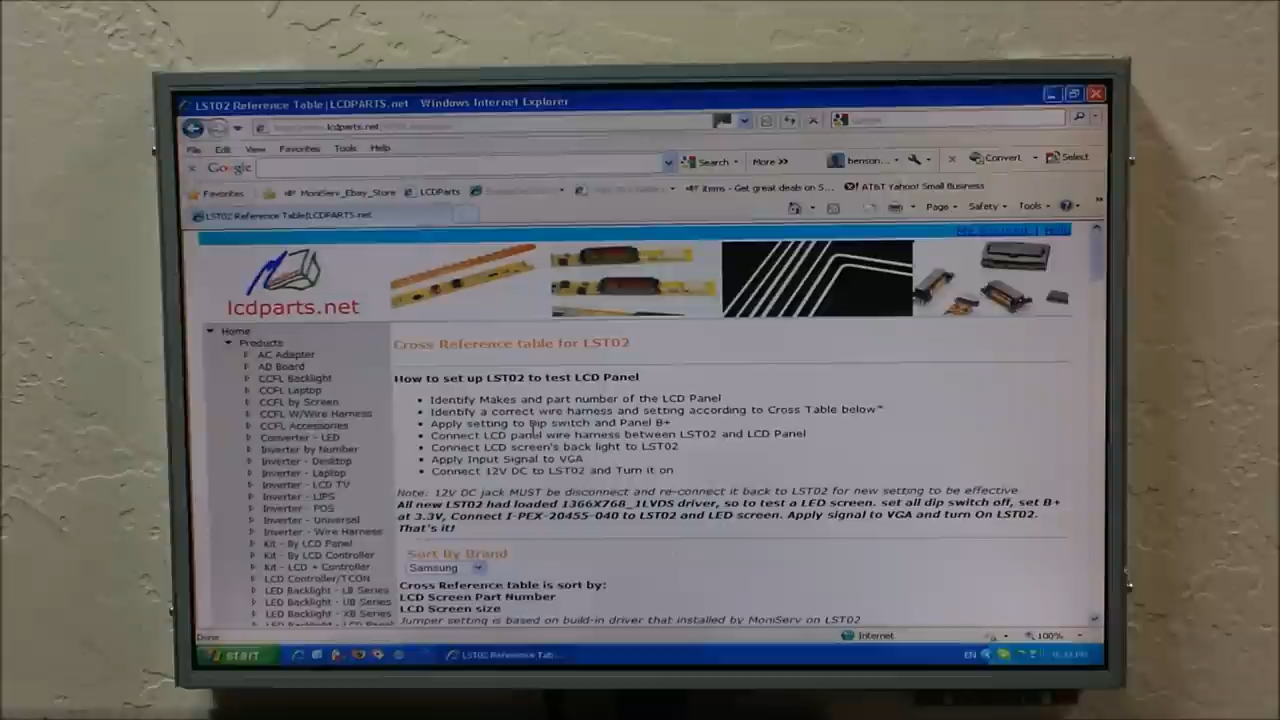 LST02 Reference Table|LCDPARTS.net - Windows Internet Explorer
lcdparts.net
File Edit View Favorites Tools Help
Google Search More >> benson... Convert Select
Favorites MoniServ_Ebay_Store LCDParts items - Get great deals on S... AT&T Yahoo! Small Business
LST02 Reference Table|LCDPARTS.net Page Safety Tools
My Account | Help
lcdparts.net
Home
Products
AC Adapter
AD Board
CCFL Backlight
CCFL Laptop
CCFL by Screen
CCFL W/Wire Harness
CCFL Accessories
Converter - LED
Inverter by Number
Inverter - Desktop
Inverter - Laptop
Inverter - LCD TV
Inverter - LIPS
Inverter - POS
Inverter - Universal
Inverter - Wire Harness
Kit - By LCD Panel
Kit - By LCD Controller
Kit - LCD + Controller
LCD Controller/TCON
LED Backlight - LB Series
LED Backlight - UB Series
LED Backlight - XB Series
Cross Reference table for LST02
How to set up LST02 to test LCD Panel
Identify Makes and part number of the LCD Panel
Identify a correct wire harness and setting according to Cross Table below"
Apply setting to Dip switch and Panel B+
Connect LCD panel wire harness between LST02 and LCD Panel
Connect LCD screen's back light to LST02
Apply Input Signal to VGA
Connect 12V DC to LST02 and Turn it on
Note: 12V DC jack MUST be disconnect and re-connect it back to LST02 for new setting to be effective
All new LST02 had loaded 1366X768_1LVDS driver, so to test a LED screen. set all dip switch off, set B+
at 3.3V, Connect I-PEX-20455-040 to LST02 and LED screen. Apply signal to VGA and turn On LST02.
That's it!
Sort By Brand
Samsung
Cross Reference table is sort by:
LCD Screen Part Number
LCD Screen size
Jumper setting is based on build-in driver that installed by MoniServ on LST02
Done Internet 100%
start LST02 Reference Tab... EN